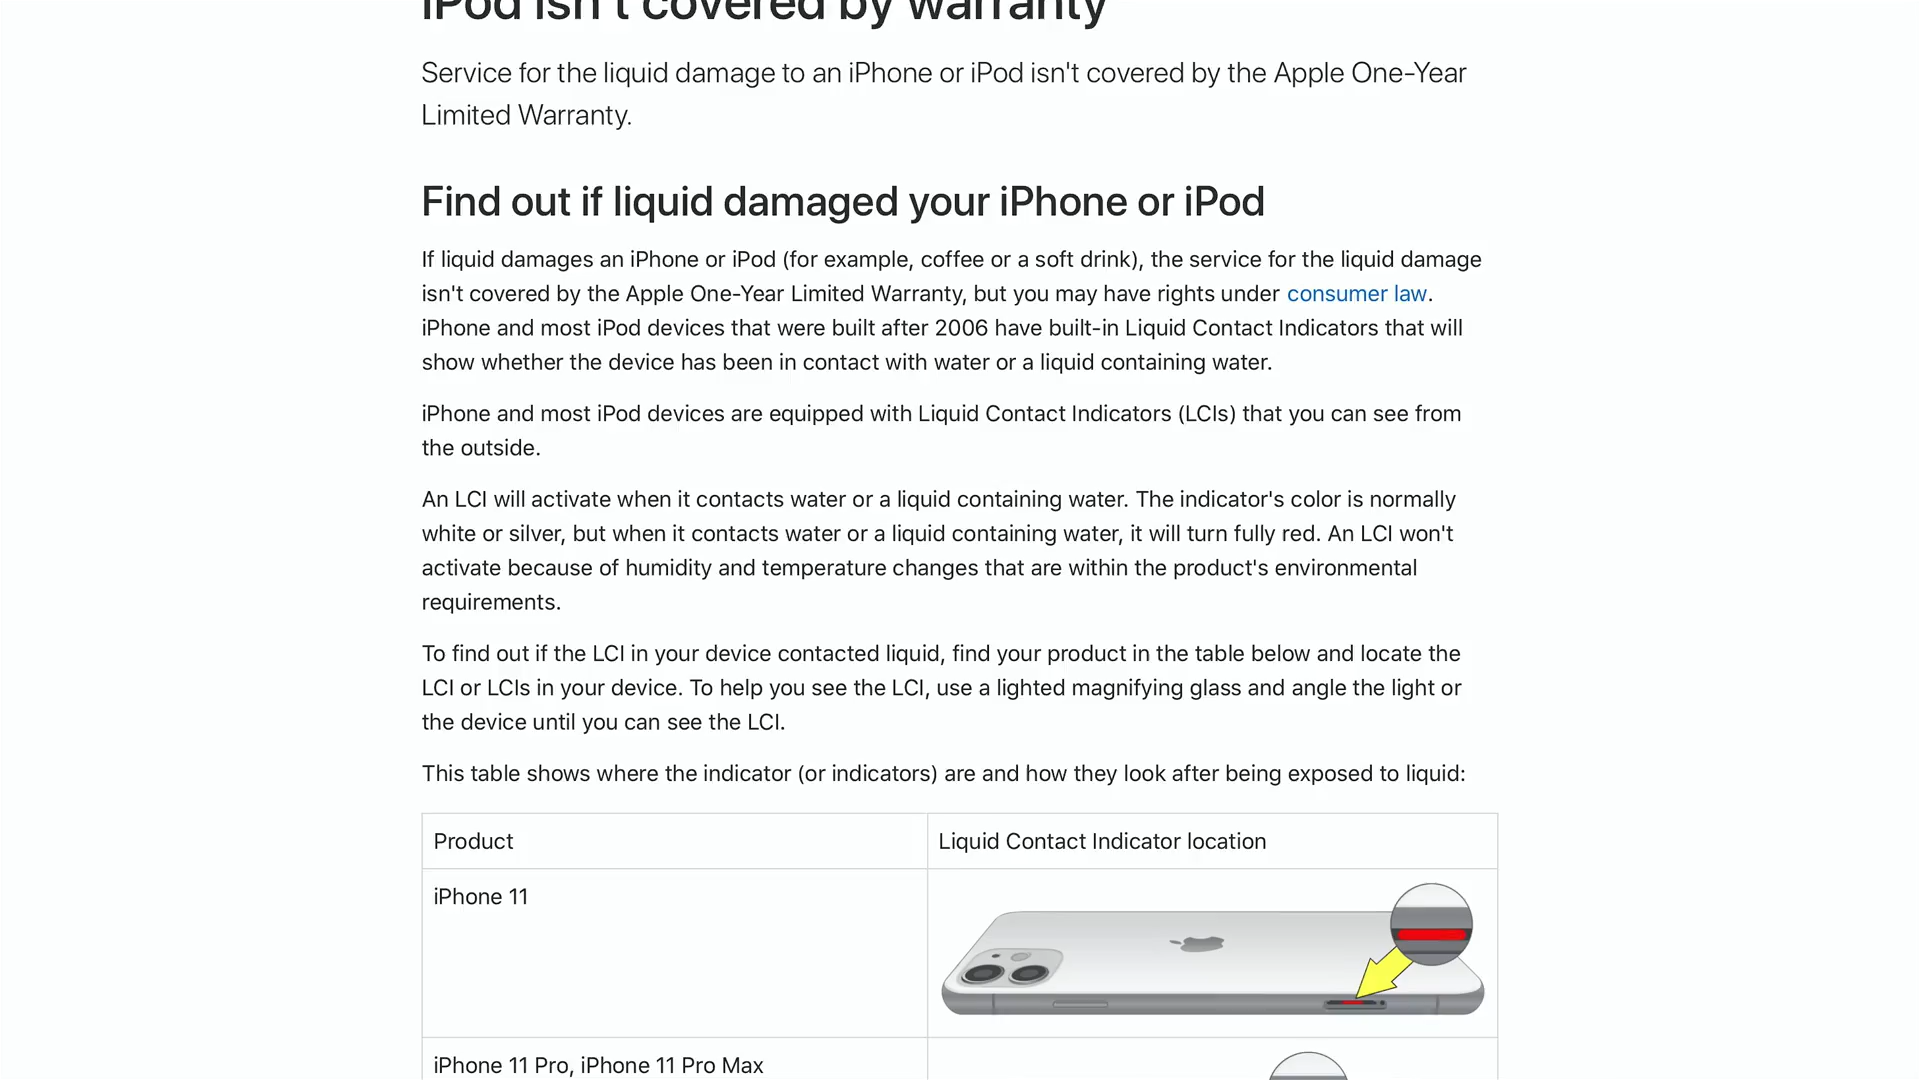 iPod isn't covered by warranty
Service for the liquid damage to an iPhone or iPod isn't covered by the Apple One-Year
Limited Warranty.
Find out if liquid damaged your iPhone or iPod
If liquid damages an iPhone or iPod (for example, coffee or a soft drink), the service for the liquid damage
isn't covered by the Apple One-Year Limited Warranty, but you may have rights under consumer law.
iPhone and most iPod devices that were built after 2006 have built-in Liquid Contact Indicators that will
show whether the device has been in contact with water or a liquid containing water.
iPhone and most iPod devices are equipped with Liquid Contact Indicators (LCIs) that you can see from
the outside.
An LCI will activate when it contacts water or a liquid containing water. The indicator's color is normally
white or silver, but when it contacts water or a liquid containing water, it will turn fully red. An LCI won't
activate because of humidity and temperature changes that are within the product's environmental
requirements.
To find out if the LCI in your device contacted liquid, find your product in the table below and locate the
LCI or LCIs in your device. To help you see the LCI, use a lighted magnifying glass and angle the light or
the device until you can see the LCI.
This table shows where the indicator (or indicators) are and how they look after being exposed to liquid:
Product
Liquid Contact Indicator location
iPhone 11
iPhone 11 Pro, iPhone 11 Pro Max